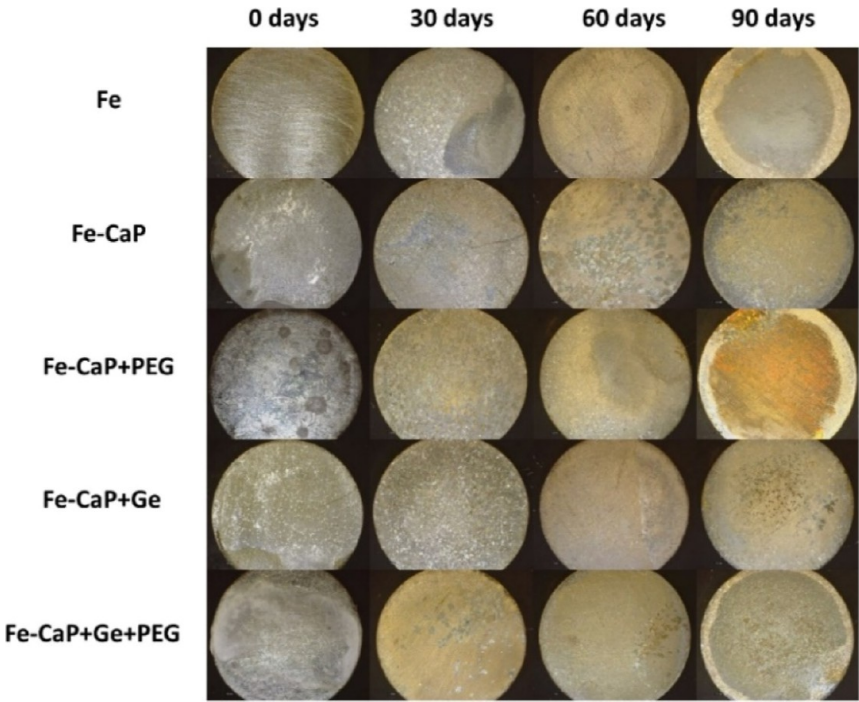 0 days 30 days 60 days 90 days
Fe
Fe-CaP
Fe-CaP+PEG
Fe-CaP+Ge
Fe-CaP+Ge+PEG